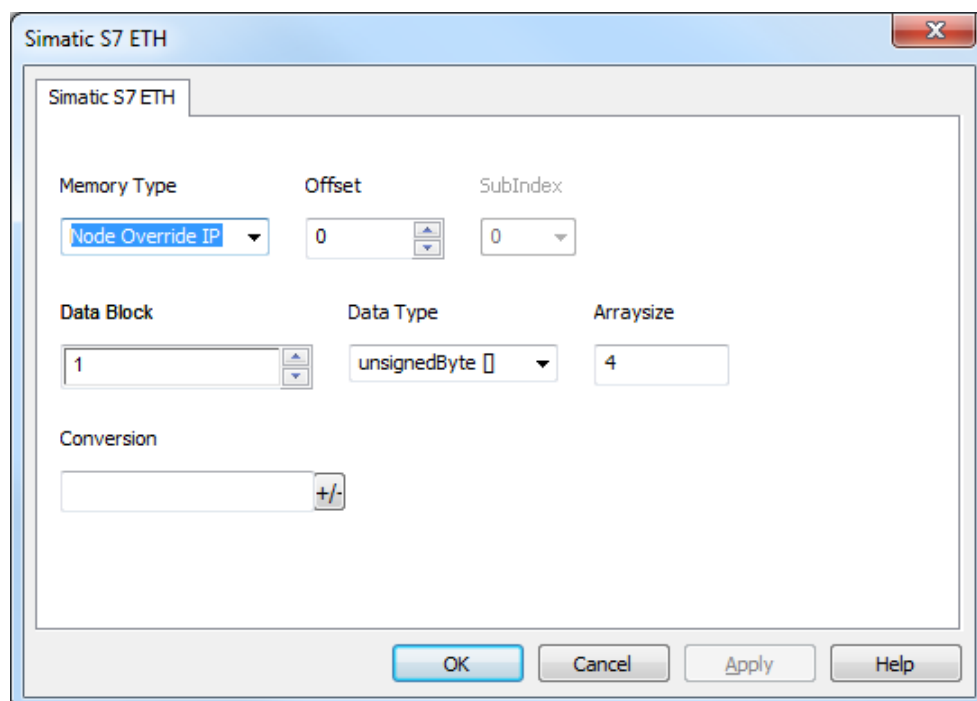 Simatic S7 ETH
Simatic S7 ETH
Memory Type Offset SubIndex
Node Override IP 0 0
Data Block Data Type Arraysize
1 unsignedByte [] 4
Conversion
+/-
OK Cancel Apply Help